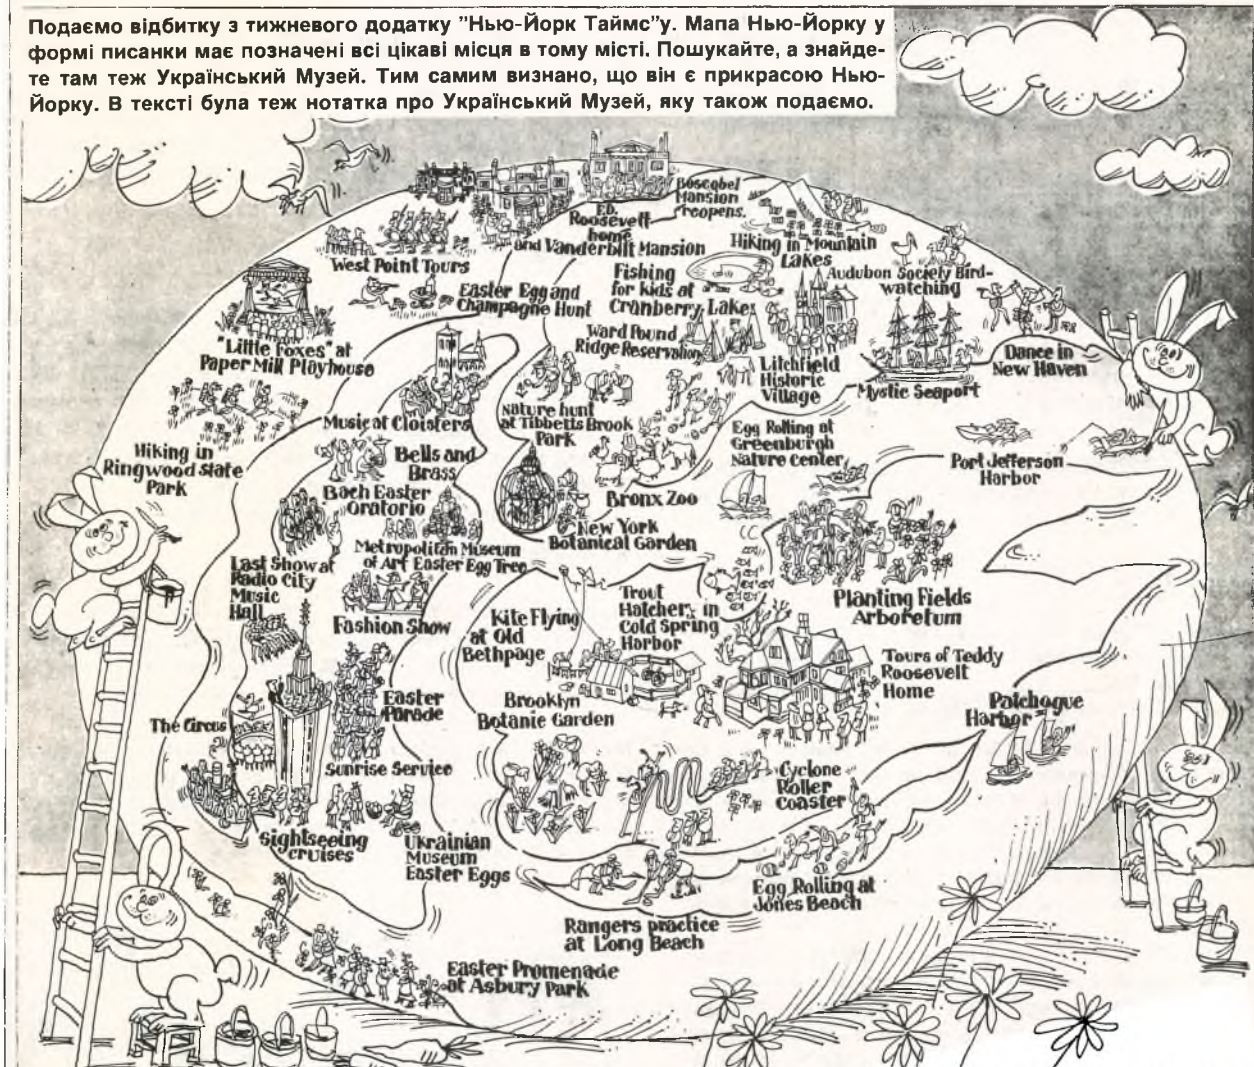 Подаємо відбитку з тижневого додатку "Нью-Йорк Таймс"у. Мапа Нью-Йорку у
формі писанки має позначені всі цікаві місця в тому місті. Пошукайте, а знайде-
те там теж Український Музей. Тим самим визнано, що він є прикрасою Нью-
Йорку. В тексті була теж нотатка про Український Музей, яку також подаємо.
Boscobel
Mansion
reopens.
F.D.
Roosevelt
home
and Vanderbilt Mansion
Hiking in Mountain
Lakes
West Point Tours
Fishing
for kids at
Cranberry Lakes
Audubon Society Bird-
watching
Easter Egg and
Champagne Hunt
"Little Foxes" at
Paper Mill Playhouse
Ward Pound
Ridge Reservation
Litchfield
Historic
Village
Dance in
New Haven
Mystic Seaport
Music at Cloisters
Nature hunt
at Tibbetts Brook
Park
Egg Rolling at
Greenburgh
Nature Center
Hiking in
Ringwood State
Park
Bells and
Brass
Port Jefferson
Harbor
Bach Easter
Oratorio
Bronx Zoo
New York
Botanical Garden
Metropolitan Museum
of Art Easter Egg Tree
Last Show at
Radio City
Music
Hall
Fashion Show
Kite Flying
at Old
Bethpage
Trout
Hatchery in
Cold Spring
Harbor
Planting Fields
Arboretum
Tours of Teddy
Roosevelt
Home
Easter
Parade
Brooklyn
Botanic Garden
Patchogue
Harbor
The Circus
Sunrise Service
Cyclone
Roller
Coaster
Sightseeing
cruises
Ukrainian
Museum
Easter Eggs
Egg Rolling at
Jones Beach
Rangers practice
at Long Beach
Easter Promenade
at Asbury Park